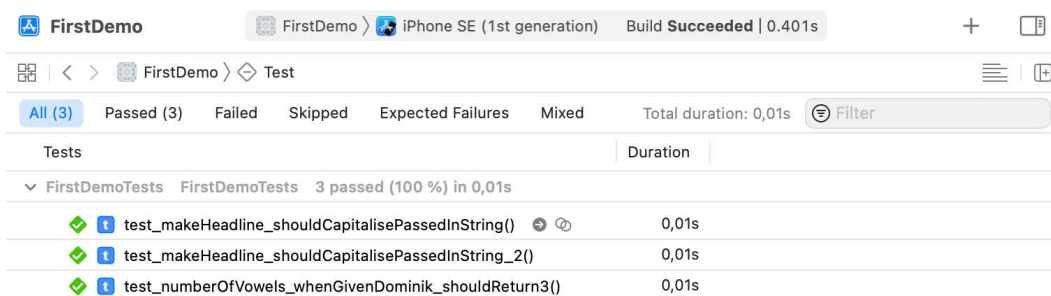 FirstDemo FirstDemo iPhone SE (1st generation) Build Succeeded | 0.401s
FirstDemo Test
All (3) Passed (3) Failed Skipped Expected Failures Mixed Total duration: 0,01s Filter
Tests Duration
FirstDemoTests FirstDemoTests 3 passed (100 %) in 0,01s
t test_makeHeadline_shouldCapitalisePassedInString() 0,01s
t test_makeHeadline_shouldCapitalisePassedInString_2() 0,01s
t test_numberOfVowels_whenGivenDominik_shouldReturn3() 0,01s